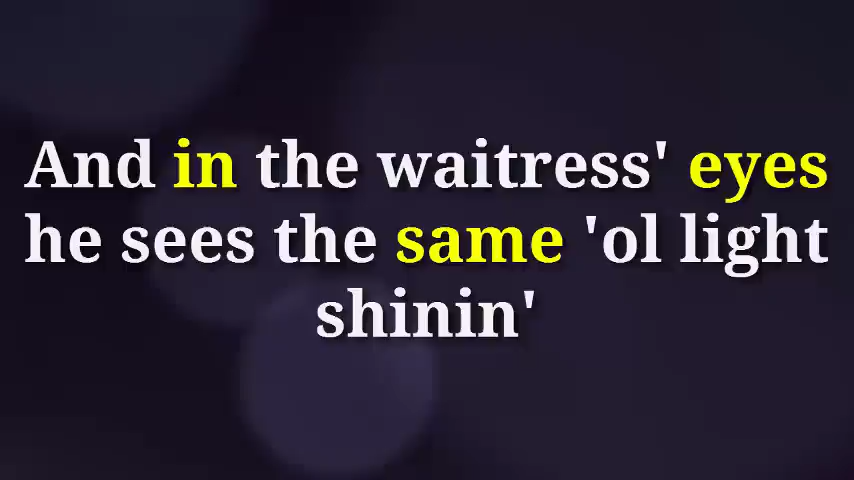 And in the waitress' eyes
he sees the same 'ol light
shinin'